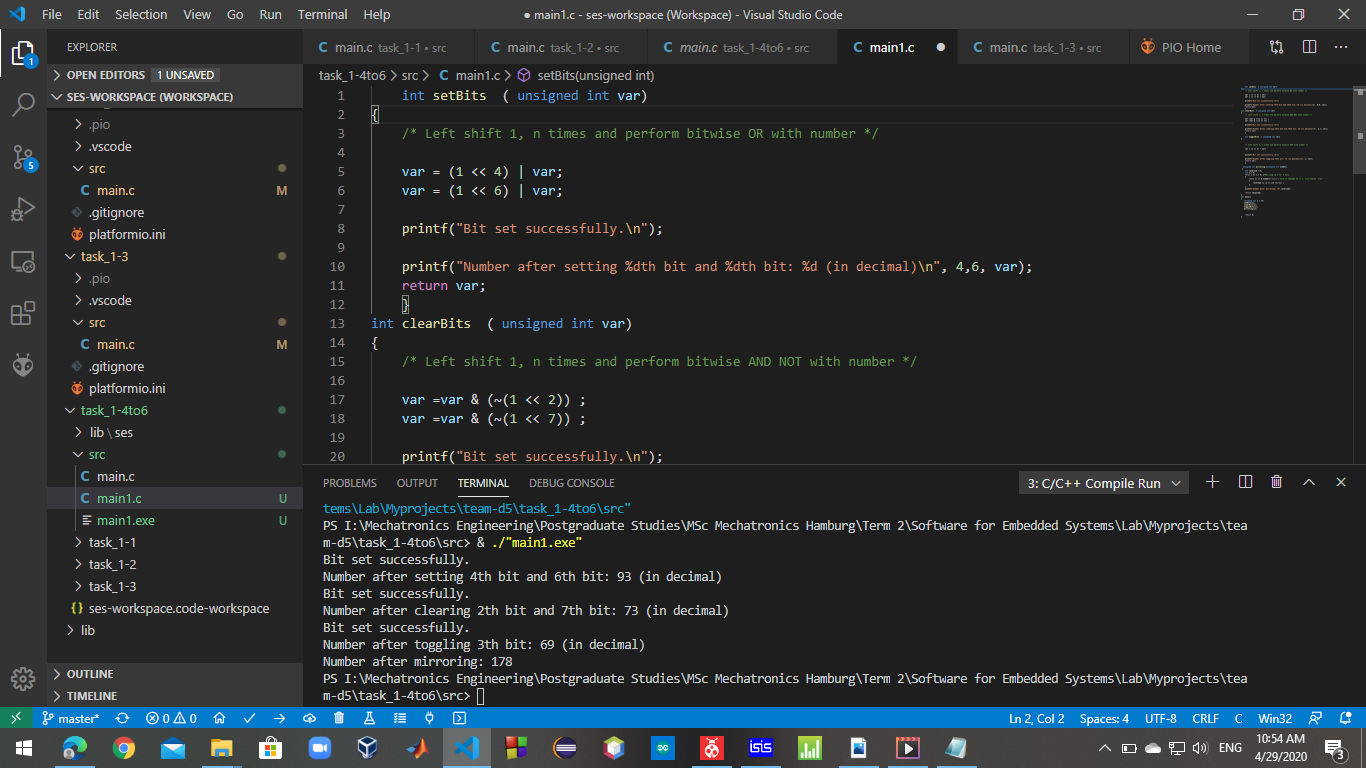 File Edit Selection View Go Run Terminal Help
● main1.c - ses-workspace (Workspace) - Visual Studio Code
EXPLORER
OPEN EDITORS 1 UNSAVED
SES-WORKSPACE (WORKSPACE)
.pio
.vscode
src
C main.c M
.gitignore
platformio.ini
task_1-3
.pio
.vscode
src
C main.c M
.gitignore
platformio.ini
task_1-4to6
lib \ ses
src
C main.c
C main1.c U
main1.exe U
task_1-1
task_1-2
task_1-3
{} ses-workspace.code-workspace
lib
OUTLINE
TIMELINE
1
5
C main.c task_1-1 • src
C main.c task_1-2 • src
C main.c task_1-4to6 • src
C main1.c ●
C main.c task_1-3 • src
PIO Home
task_1-4to6 > src > C main1.c > setBits(unsigned int)
1 int setBits ( unsigned int var)
2 {
3 /* Left shift 1, n times and perform bitwise OR with number */
4
5 var = (1 << 4) | var;
6 var = (1 << 6) | var;
7
8 printf("Bit set successfully.\n");
9
10 printf("Number after setting %dth bit and %dth bit: %d (in decimal)\n", 4,6, var);
11 return var;
12 }
13 int clearBits ( unsigned int var)
14 {
15 /* Left shift 1, n times and perform bitwise AND NOT with number */
16
17 var =var & (~(1 << 2)) ;
18 var =var & (~(1 << 7)) ;
19
20 printf("Bit set successfully.\n");
PROBLEMS OUTPUT TERMINAL DEBUG CONSOLE
3: C/C++ Compile Run
tems\Lab\Myprojects\team-d5\task_1-4to6\src"
PS I:\Mechatronics Engineering\Postgraduate Studies\MSc Mechatronics Hamburg\Term 2\Software for Embedded Systems\Lab\Myprojects\tea
m-d5\task_1-4to6\src> & ./"main1.exe"
Bit set successfully.
Number after setting 4th bit and 6th bit: 93 (in decimal)
Bit set successfully.
Number after clearing 2th bit and 7th bit: 73 (in decimal)
Bit set successfully.
Number after toggling 3th bit: 69 (in decimal)
Number after mirroring: 178
PS I:\Mechatronics Engineering\Postgraduate Studies\MSc Mechatronics Hamburg\Term 2\Software for Embedded Systems\Lab\Myprojects\tea
m-d5\task_1-4to6\src>
master* 0 0
Ln 2, Col 2 Spaces: 4 UTF-8 CRLF C Win32
isis
ENG
10:54 AM
4/29/2020
3